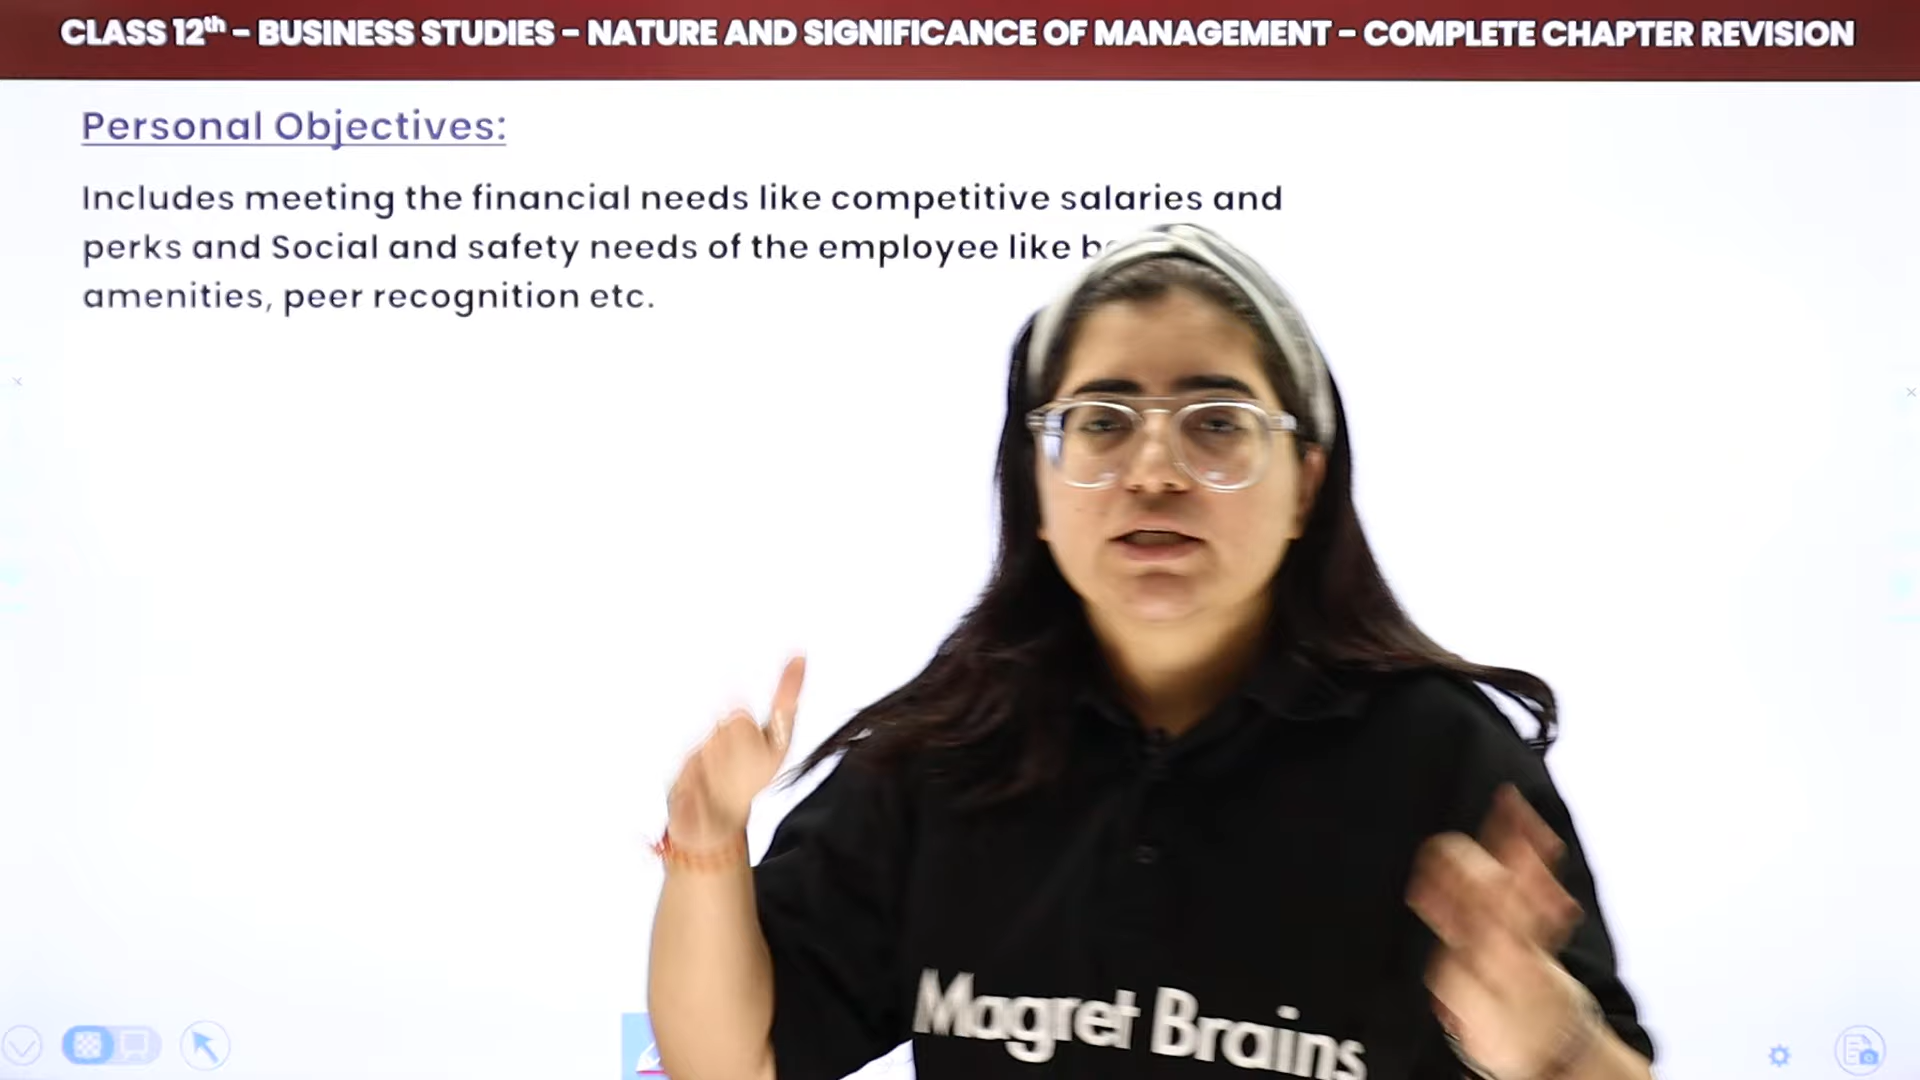 CLASS 12th – BUSINESS STUDIES – NATURE AND SIGNIFICANCE OF MANAGEMENT – COMPLETE CHAPTER REVISION
Personal Objectives:
Includes meeting the financial needs like competitive salaries and
perks and Social and safety needs of the employee like
amenities, peer recognition etc.
Magret Brains